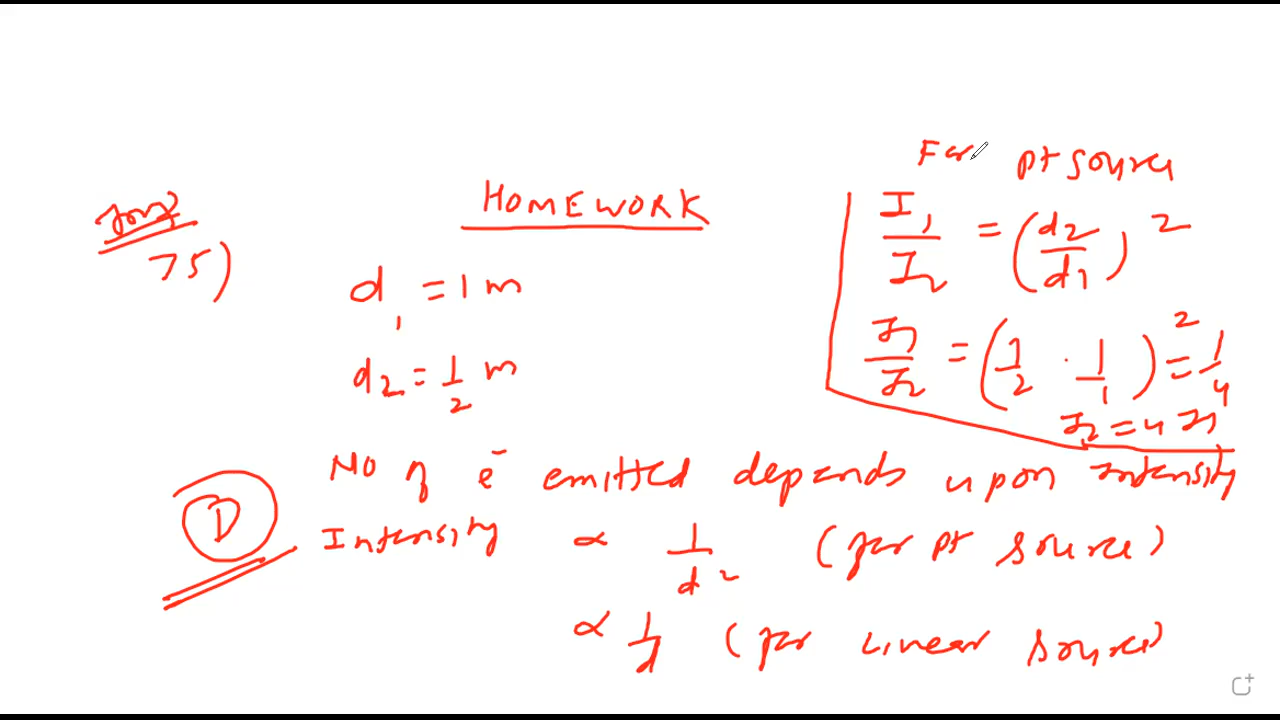 HOMEWORK
75)
d₁ = 1 m
d2 = 1/2 m
For pt source
I₁/I₂ = (d2/d1)²
I1/I2 = (1/2 · 1/1)² = 1/4
I2 = 4 I1
No of e⁻ emitted depends upon intensity
D
Intensity ∝ 1/d² (for pt source)
∝ 1/d (for linear source)